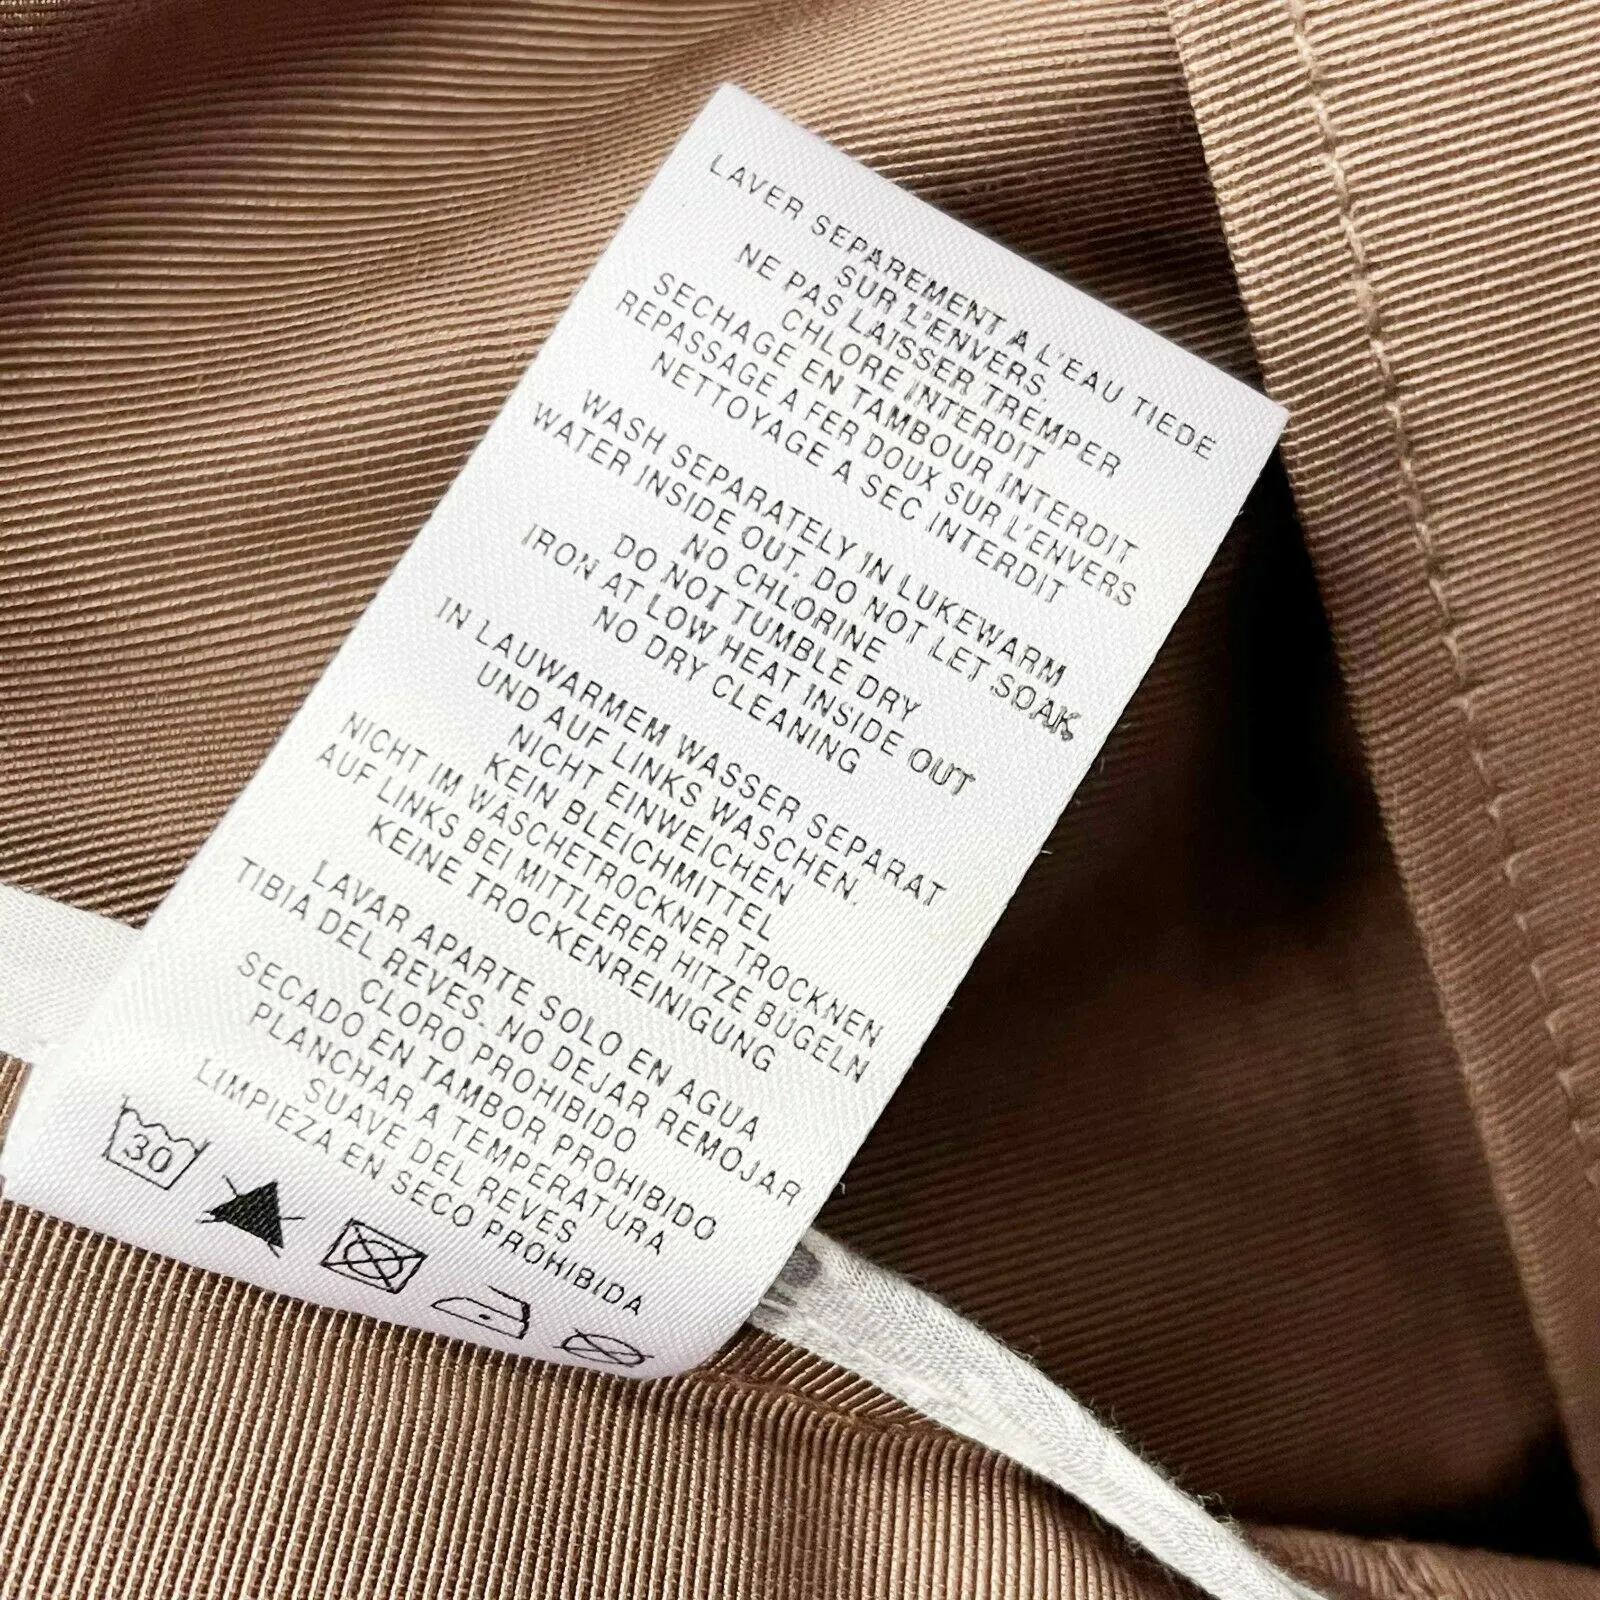 LAVER SEPAREMENT A L'EAU TIEDE
SUR L'ENVERS.
NE PAS LAISSER TREMPER
CHLORE INTERDIT
SECHAGE EN TAMBOUR INTERDIT
REPASSAGE A FER DOUX SUR L'ENVERS
NETTOYAGE A SEC INTERDIT
WASH SEPARATELY IN LUKEWARM
WATER INSIDE OUT. DO NOT LET SOAK.
NO CHLORINE
DO NOT TUMBLE DRY
IRON AT LOW HEAT INSIDE OUT
NO DRY CLEANING
IN LAUWARMEM WASSER SEPARAT
UND AUF LINKS WASCHEN.
NICHT EINWEICHEN
KEIN BLEICHMITTEL
NICHT IM WASCHETROCKNER TROCKNEN
AUF LINKS BEI MITTLERER HITZE BUGELN
KEINE TROCKENREINIGUNG
LAVAR APARTE SOLO EN AGUA
TIBIA DEL REVES. NO DEJAR REMOJAR
CLORO PROHIBIDO
SECADO EN TAMBOR PROHIBIDO
PLANCHAR A TEMPERATURA
SUAVE DEL REVES
LIMPIEZA EN SECO PROHIBIDA
30